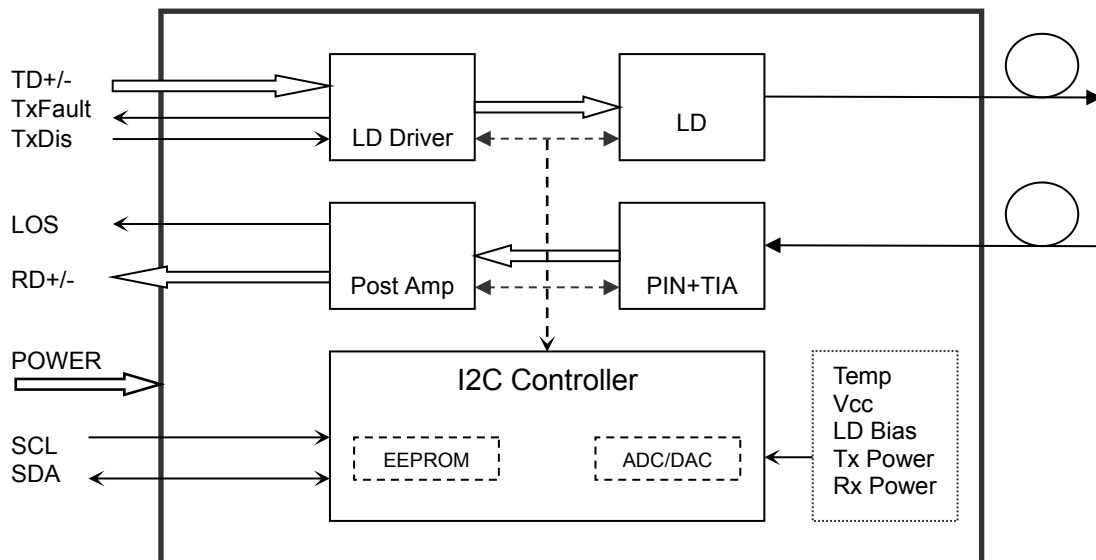 TD+/-
TxFault
TxDis
LD Driver
LD
LOS
RD+/-
Post Amp
PIN+TIA
POWER
I2C Controller
SCL
SDA
EEPROM
ADC/DAC
Temp
Vcc
LD Bias
Tx Power
Rx Power